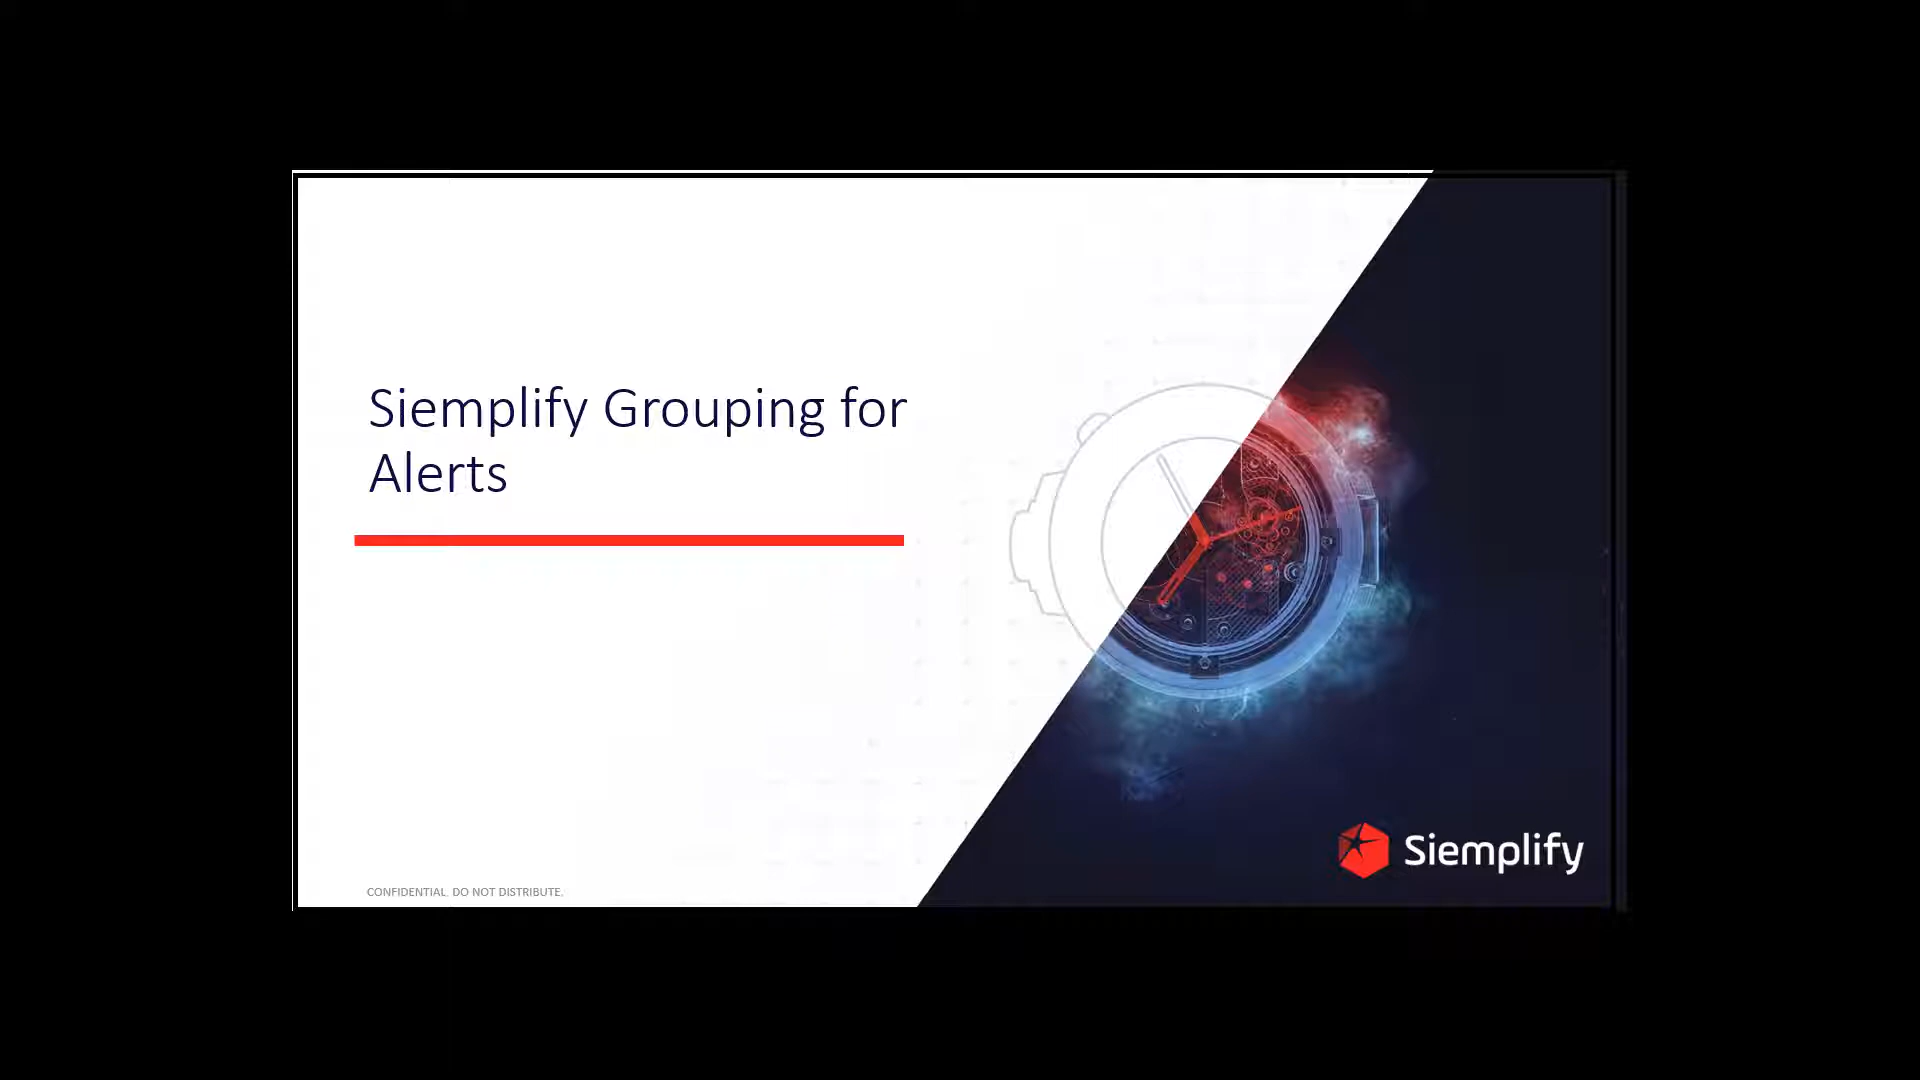 Siemplify Grouping for
Alerts
Siemplify
CONFIDENTIAL. DO NOT DISTRIBUTE.